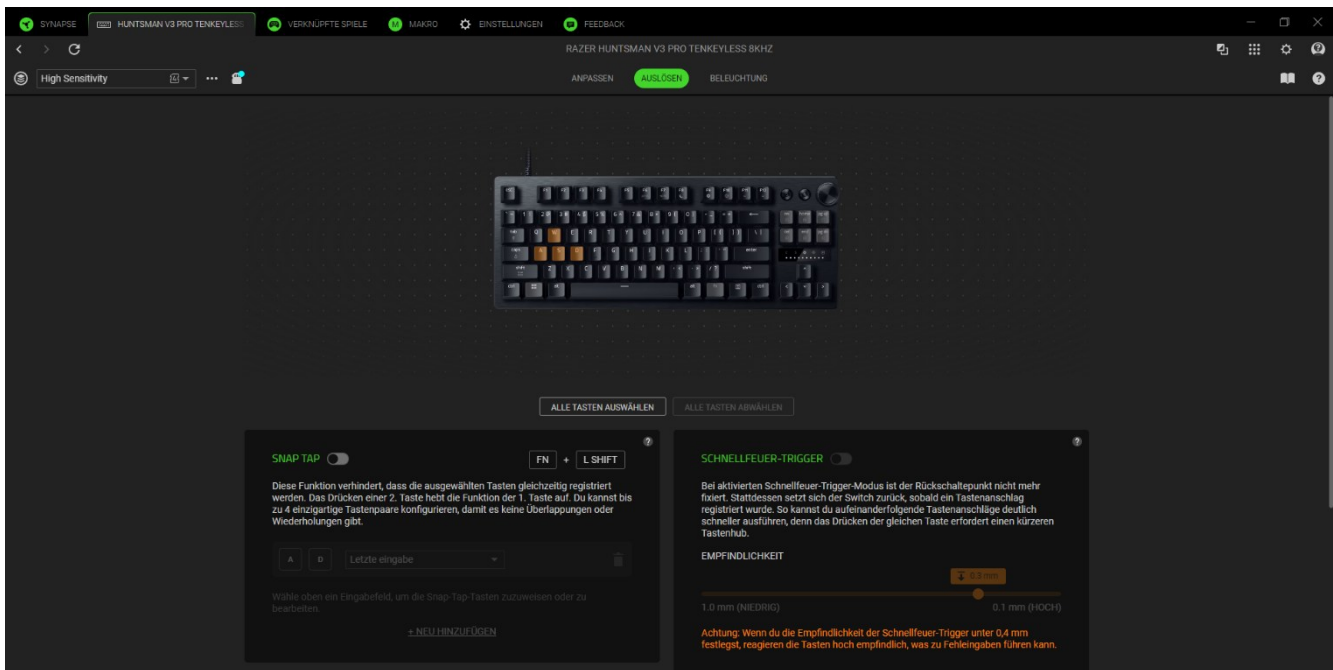 SYNAPSE
HUNTSMAN V3 PRO TENKEYLESS
VERKNÜPFTE SPIELE
MAKRO
EINSTELLUNGEN
FEEDBACK
RAZER HUNTSMAN V3 PRO TENKEYLESS 8KHZ
High Sensitivity
ANPASSEN AUSLÖSEN BELEUCHTUNG
ALLE TASTEN AUSWÄHLEN
ALLE TASTEN ABWÄHLEN
SNAP TAP
FN + L SHIFT
Diese Funktion verhindert, dass die ausgewählten Tasten gleichzeitig registriert
werden. Das Drücken einer 2. Taste hebt die Funktion der 1. Taste auf. Du kannst bis
zu 4 einzigartige Tastenpaare konfigurieren, damit es keine Überlappungen oder
Wiederholungen gibt.
A D Letzte eingabe
Wähle oben ein Eingabefeld, um die Snap-Tap-Tasten zuzuweisen oder zu
bearbeiten.
+ NEU HINZUFÜGEN
SCHNELLFEUER-TRIGGER
Bei aktivierten Schnellfeuer-Trigger-Modus ist der Rückschaltepunkt nicht mehr
fixiert. Stattdessen setzt sich der Switch zurück, sobald ein Tastenanschlag
registriert wurde. So kannst du aufeinanderfolgende Tastenanschläge deutlich
schneller ausführen, denn das Drücken der gleichen Taste erfordert einen kürzeren
Tastenhub.
EMPFINDLICHKEIT
0.3 mm
1.0 mm (NIEDRIG)
0.1 mm (HOCH)
Achtung: Wenn du die Empfindlichkeit der Schnellfeuer-Trigger unter 0,4 mm
festlegst, reagieren die Tasten hoch empfindlich, was zu Fehleingaben führen kann.